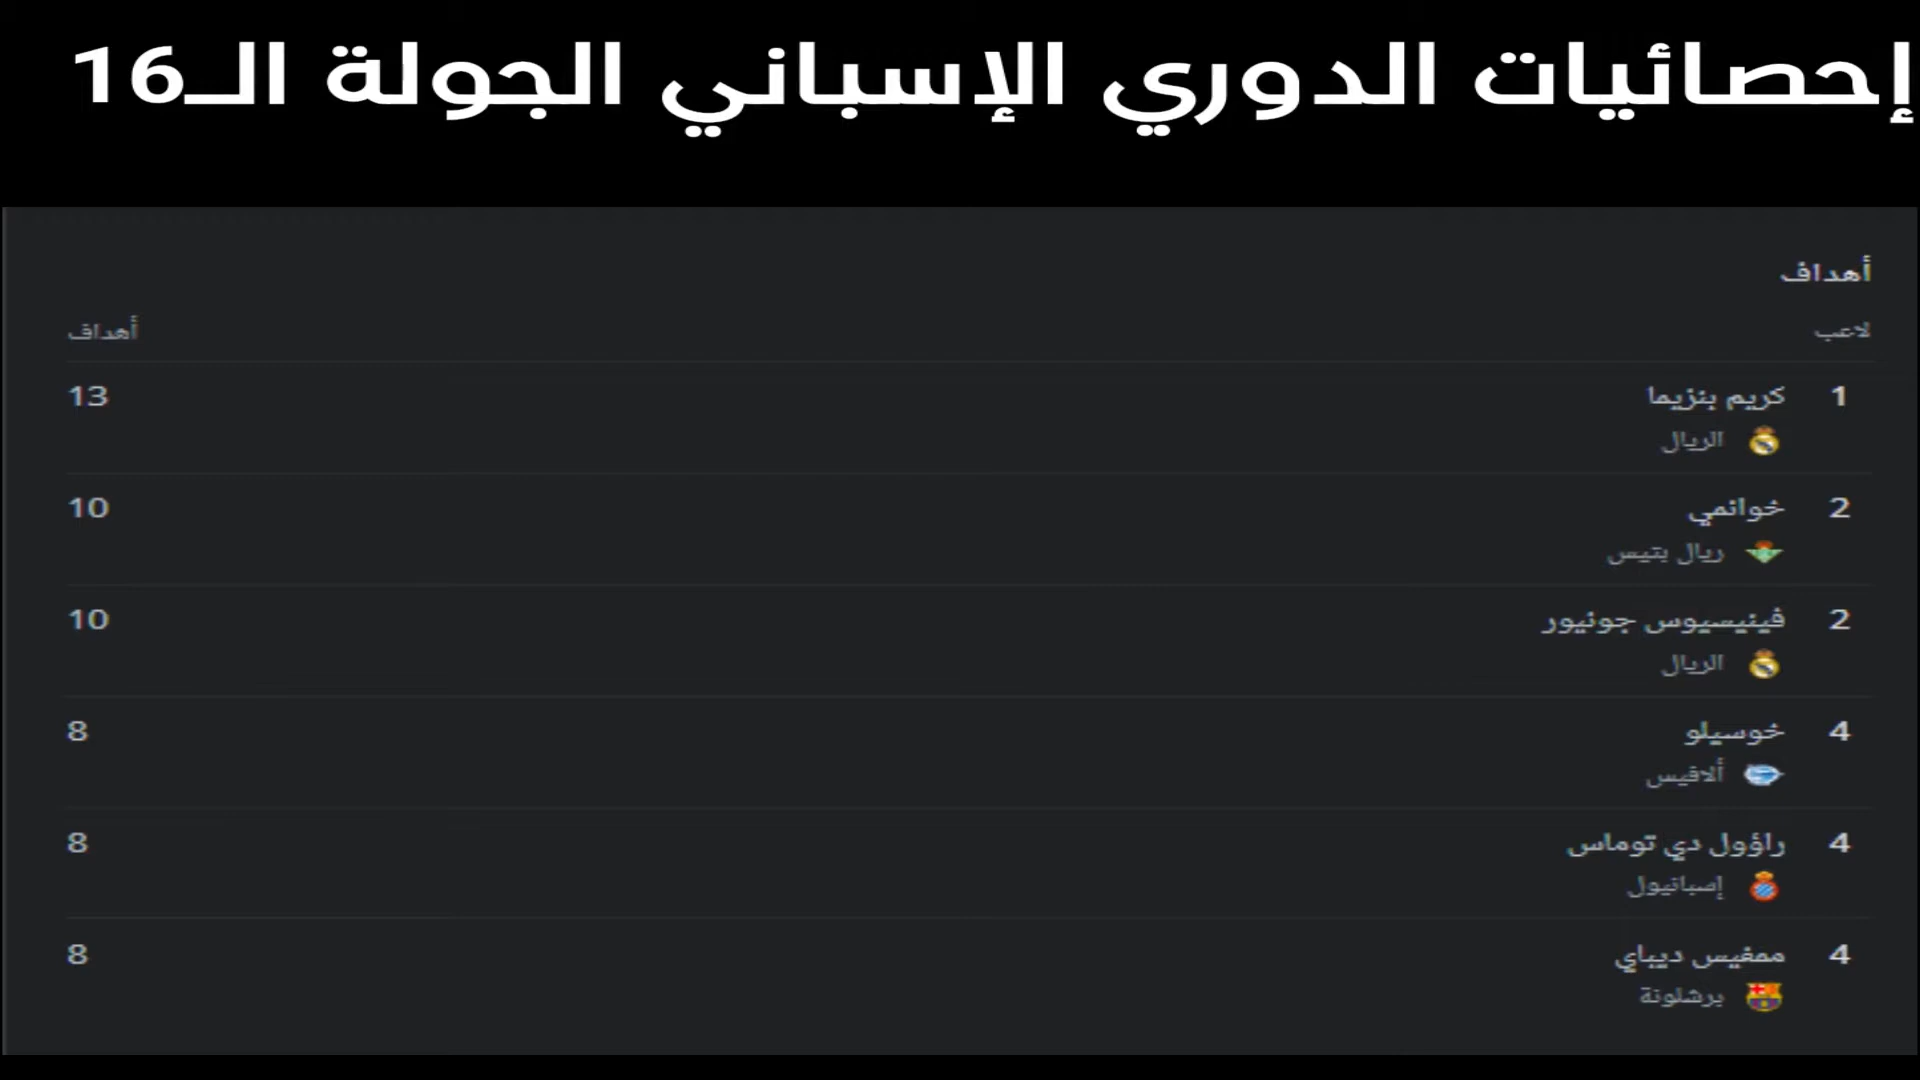 إحصائيات الدوري الإسباني الجولة الـ16
أهداف
لاعب أهداف
1 كريم بنزيما 13
الريال
2 خوانمي 10
ريال بتيس
2 فينيسيوس جونيور 10
الريال
4 خوسيلو 8
ألافيس
4 راؤول دي توماس 8
إسبانيول
4 ممفيس ديباي 8
برشلونة